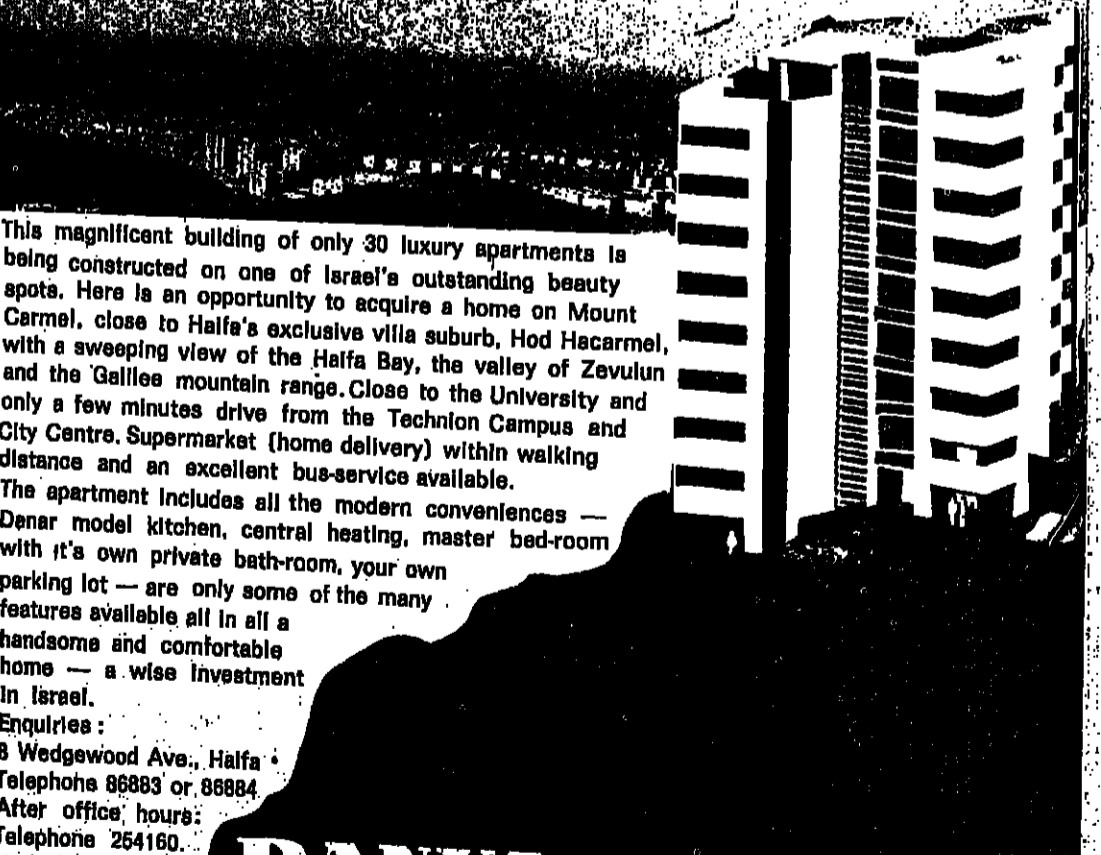 This magnificent building of only 30 luxury apartments is
being constructed on one of Israel's outstanding beauty
spots. Here is an opportunity to acquire a home on Mount
Carmel, close to Haifa's exclusive villa suburb, Hod Hacarmel,
with a sweeping view of the Haifa Bay, the valley of Zevulun
and the Galilee mountain range. Close to the University and
only a few minutes drive from the Technion Campus and
City Centre. Supermarket (home delivery) within walking
distance and an excellent bus-service available.
The apartment includes all the modern conveniences —
Danar model kitchen, central heating, master bed-room
with it's own private bath-room, your own
parking lot — are only some of the many
features available all in all a
handsome and comfortable
home — a wise investment
in Israel.
Enquiries:
8 Wedgewood Ave., Haifa
Telephone 86883 or 86884
After office hours:
Telephone 254160.